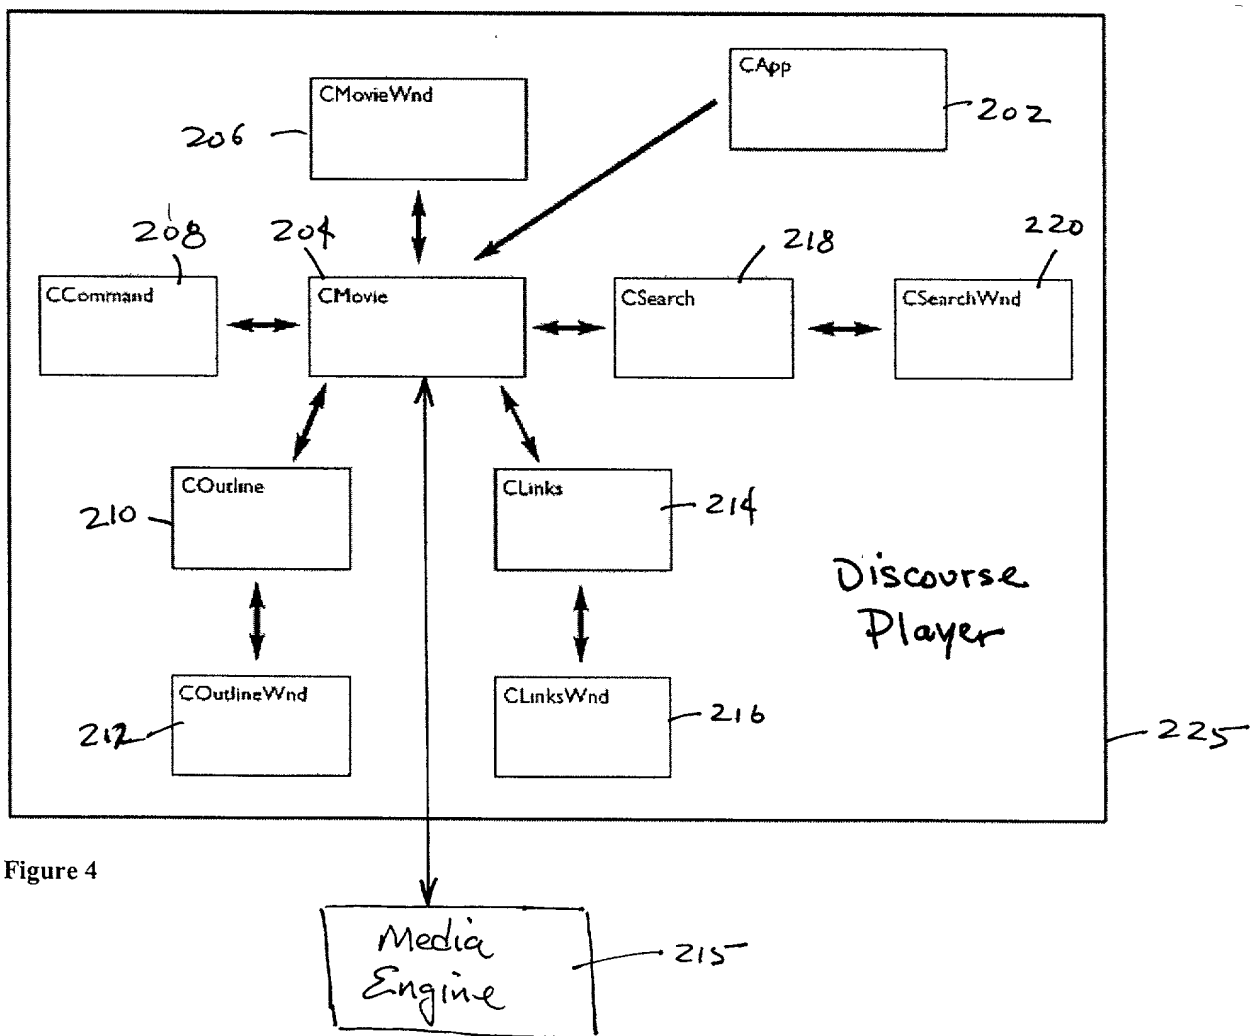 CApp
CMovieWnd
202
206
208
204
218
220
CCommand
CMovie
CSearch
CSearchWnd
COutline
CLinks
210
214
Discourse
Player
COutlineWnd
CLinksWnd
212
216
225
Figure 4
Media
Engine
215